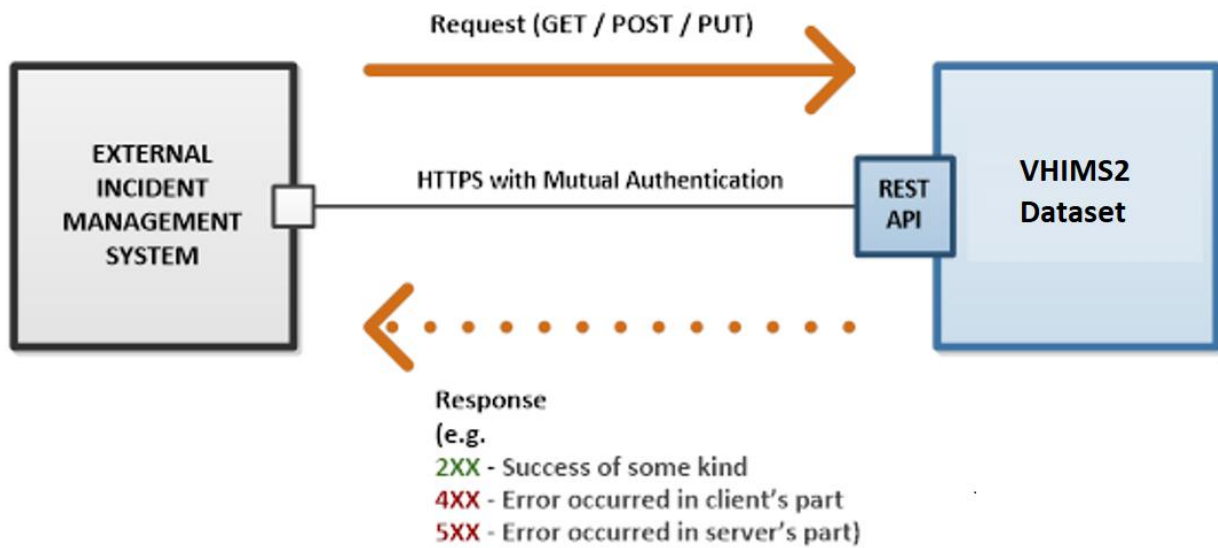 Request (GET / POST / PUT)
EXTERNAL
INCIDENT
MANAGEMENT
SYSTEM
HTTPS with Mutual Authentication
REST
API
VHIMS2
Dataset
Response
(e.g.
2XX - Success of some kind
4XX - Error occurred in client's part
5XX - Error occurred in server's part)